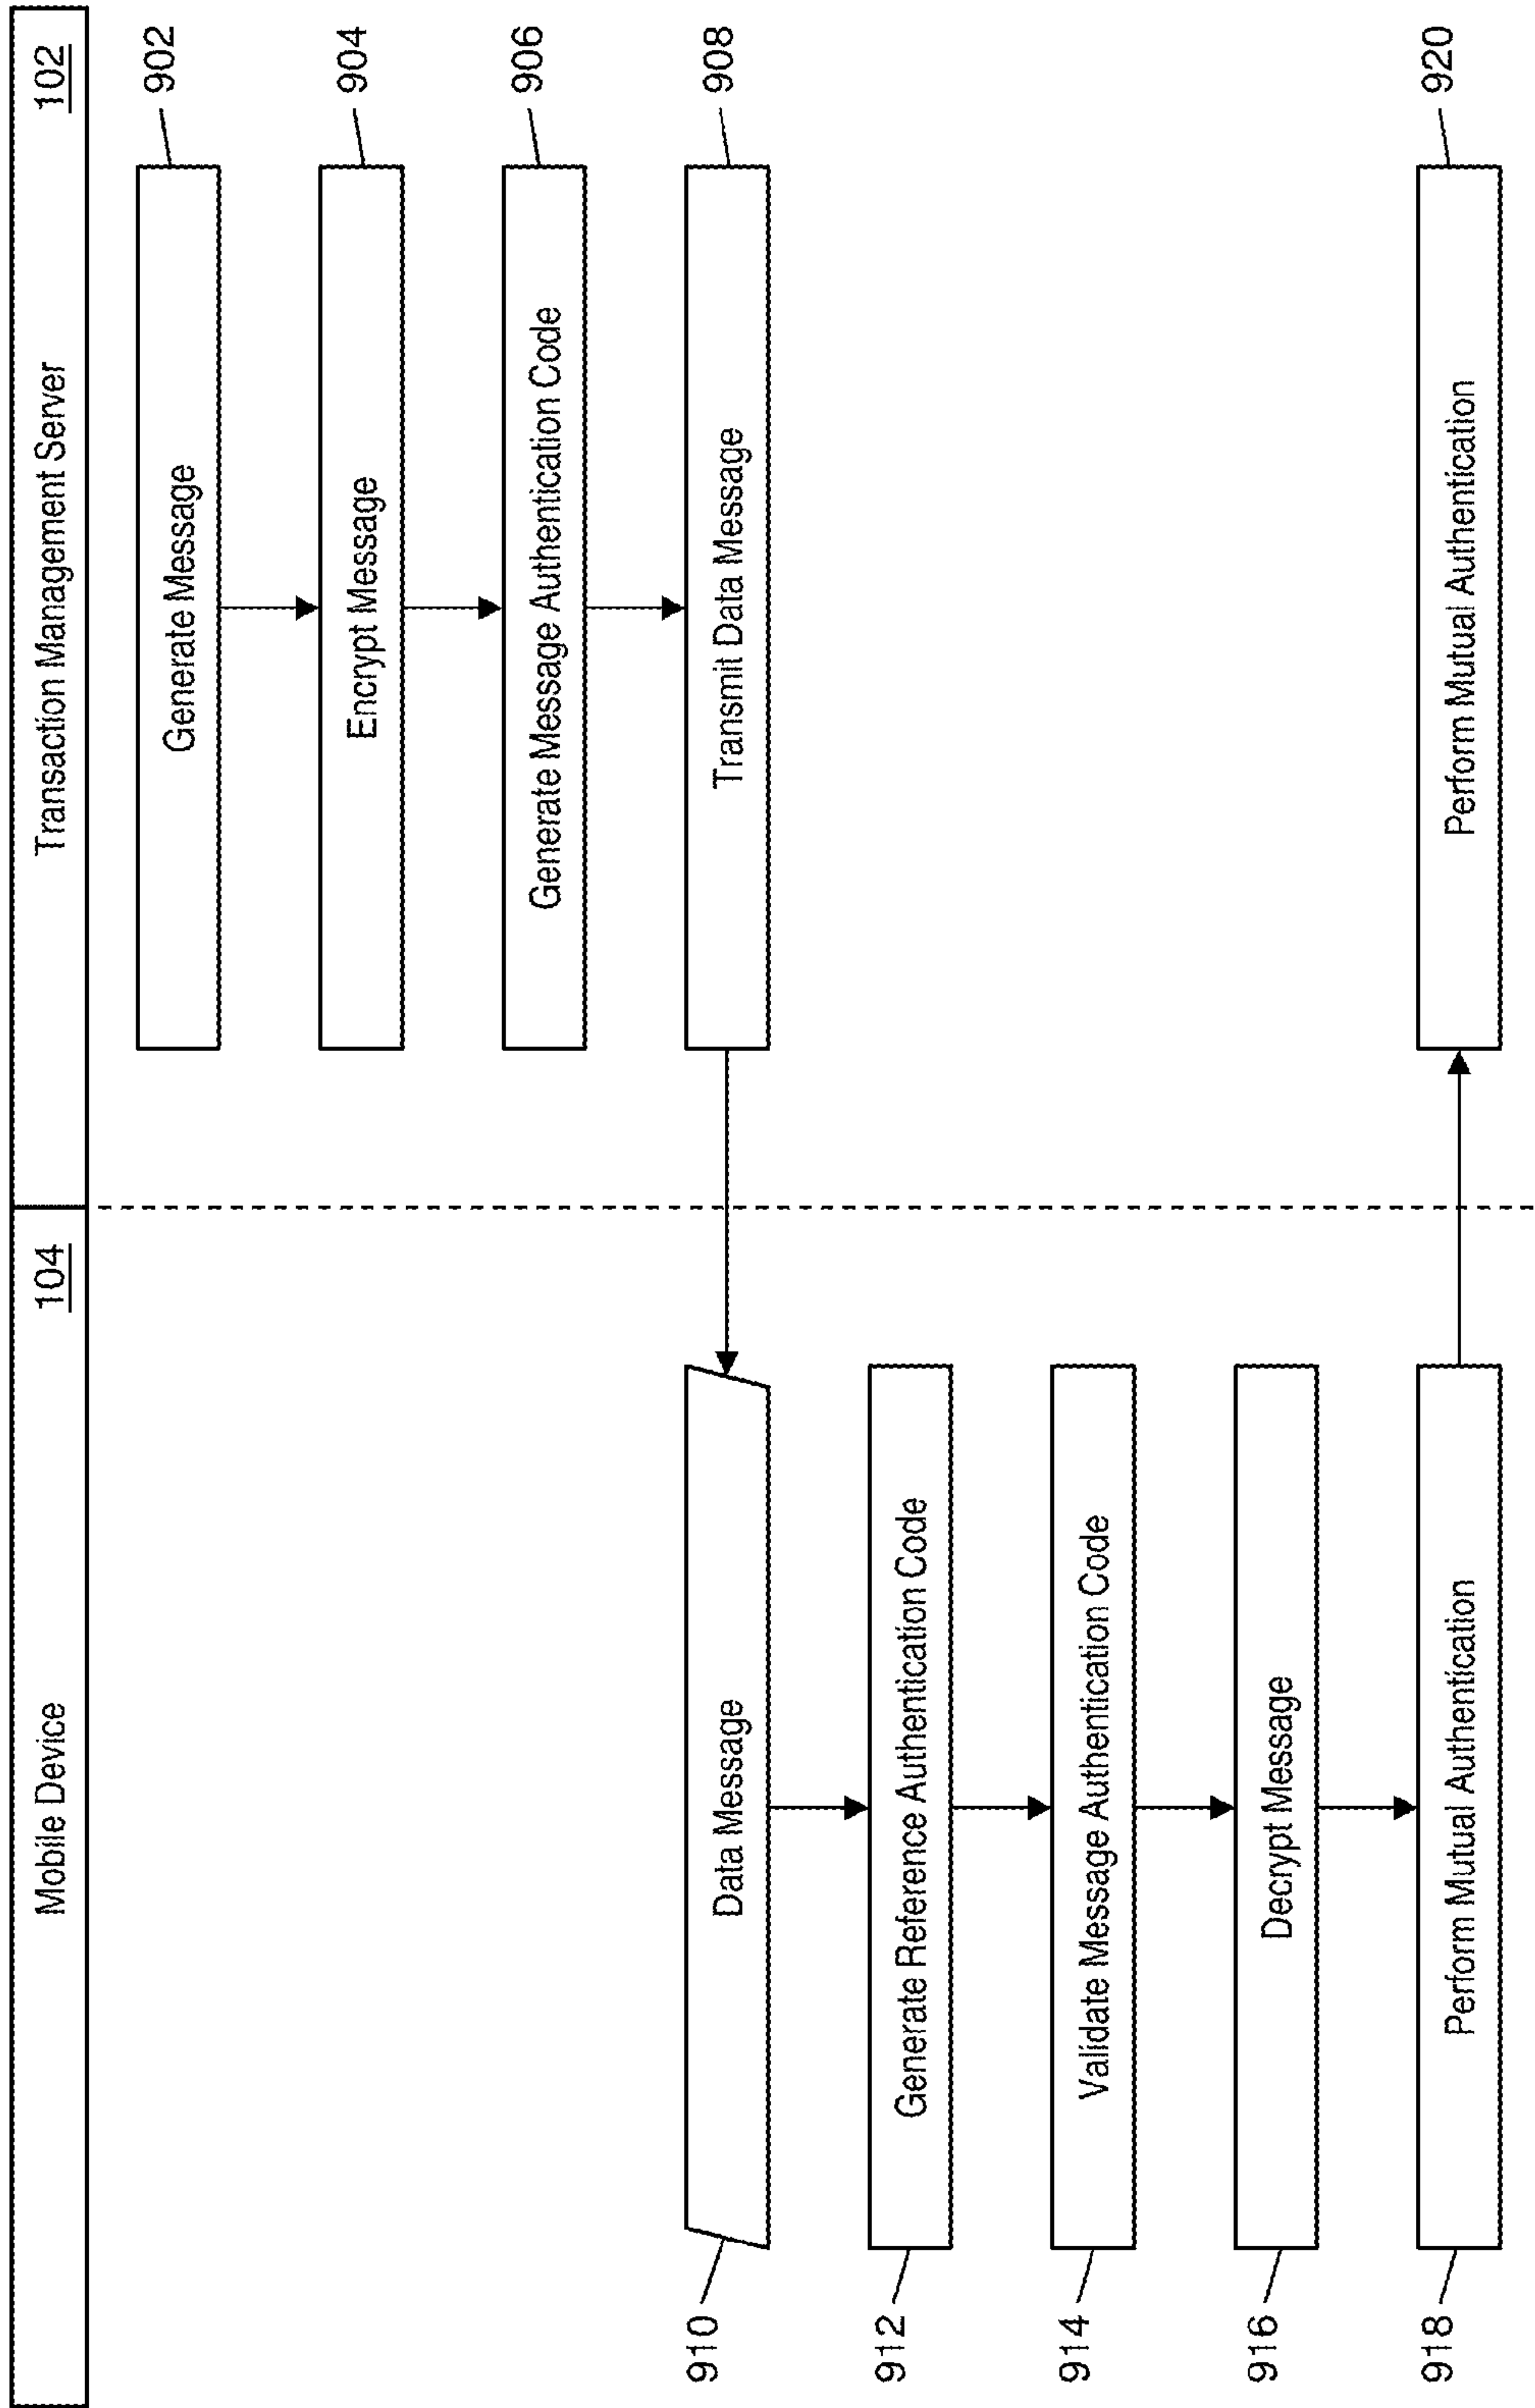 Mobile Device 104
Transaction Management Server 102
Generate Message 902
Encrypt Message 904
Generate Message Authentication Code 906
Transmit Data Message 908
910 Data Message
912 Generate Reference Authentication Code
914 Validate Message Authentication Code
916 Decrypt Message
918 Perform Mutual Authentication
Perform Mutual Authentication 920